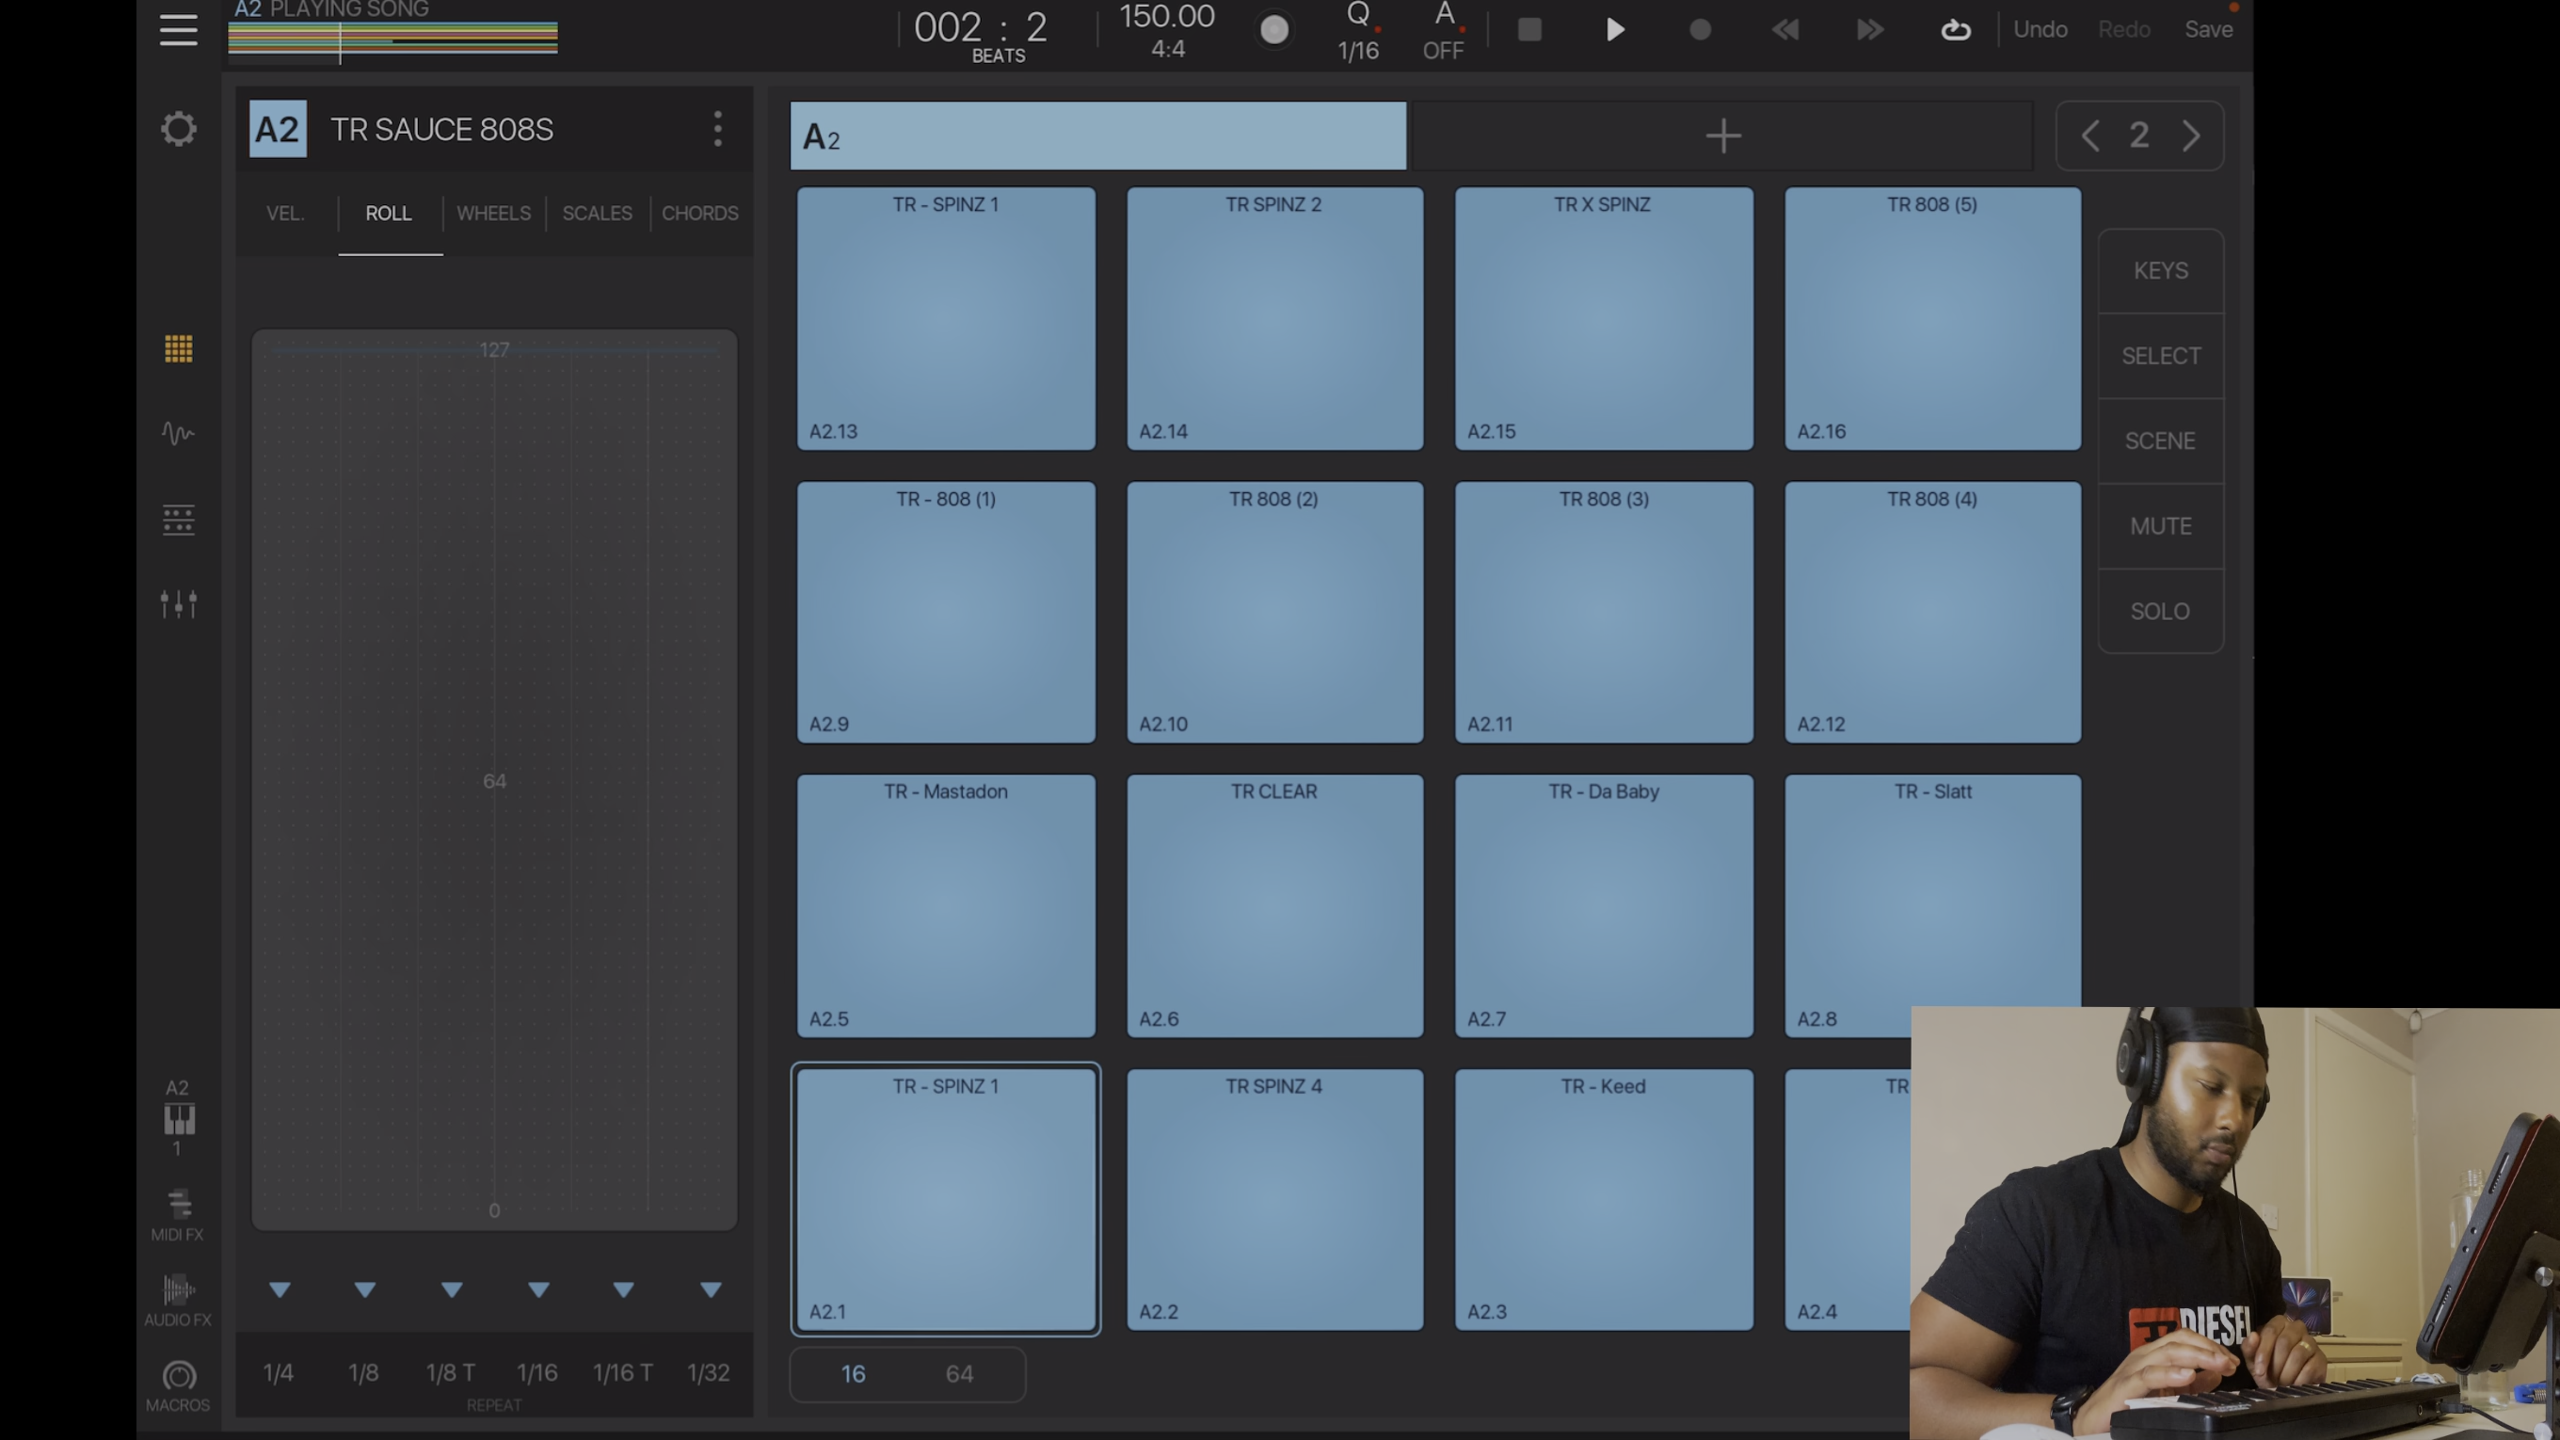 A2 PLAYING SONG
002 : 2
BEATS
150.00
4:4
Q
1/16
A
OFF
Undo
Redo
Save
A2
TR SAUCE 808S
A2
2
VEL.
ROLL
WHEELS
SCALES
CHORDS
127
64
0
TR - SPINZ 1
TR SPINZ 2
TR X SPINZ
TR 808 (5)
A2.13
A2.14
A2.15
A2.16
TR - 808 (1)
TR 808 (2)
TR 808 (3)
TR 808 (4)
A2.9
A2.10
A2.11
A2.12
TR - Mastadon
TR CLEAR
TR - Da Baby
TR - Slatt
A2.5
A2.6
A2.7
A2.8
TR - SPINZ 1
TR SPINZ 4
TR - Keed
TR
A2.1
A2.2
A2.3
A2.4
KEYS
SELECT
SCENE
MUTE
SOLO
A2
1
MIDI FX
AUDIO FX
MACROS
1/4
1/8
1/8 T
1/16
1/16 T
1/32
REPEAT
16
64
DIESEL